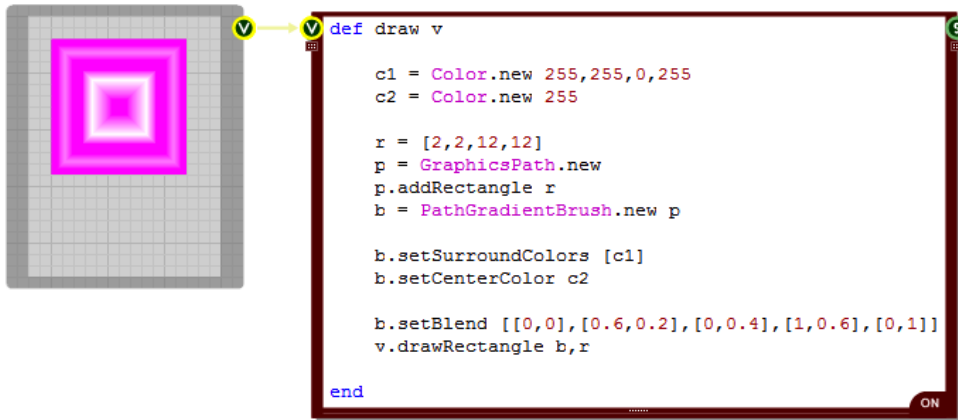 V
V def draw v
c1 = Color.new 255,255,0,255
c2 = Color.new 255
r = [2,2,12,12]
p = GraphicsPath.new
p.addRectangle r
b = PathGradientBrush.new p
b.setSurroundColors [c1]
b.setCenterColor c2
b.setBlend [[0,0],[0.6,0.2],[0,0.4],[1,0.6],[0,1]]
v.drawRectangle b,r
end
ON